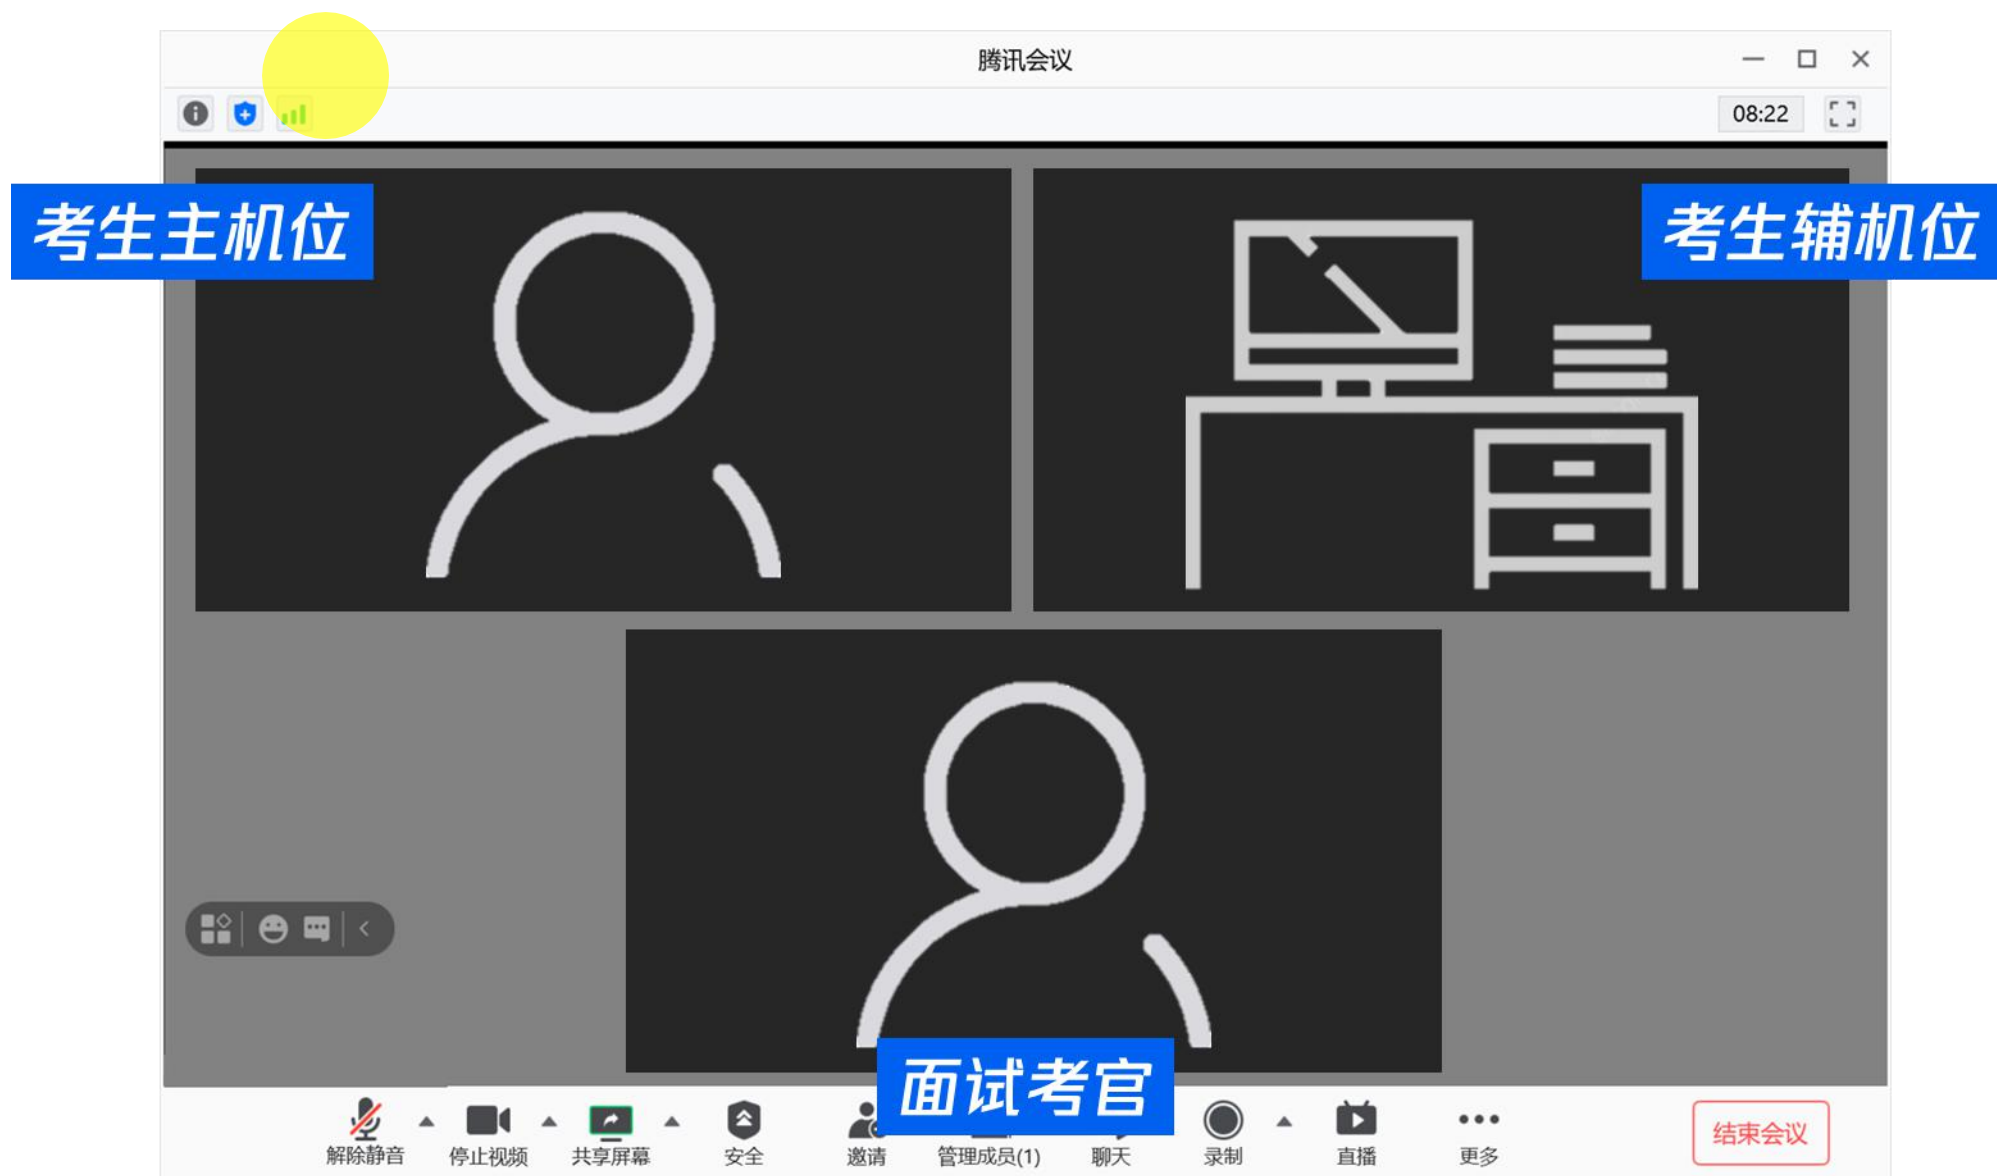 腾讯会议
08:22
考生主机位
考生辅机位
面试考官
解除静音
停止视频
共享屏幕
安全
邀请
管理成员(1)
聊天
录制
直播
更多
结束会议